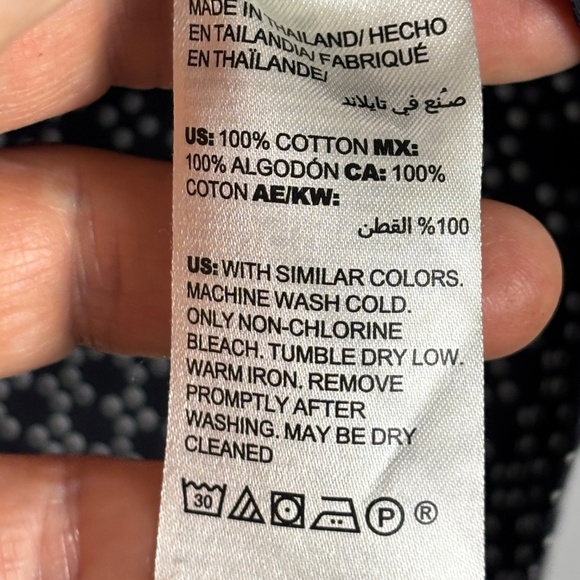 MADE IN THAILAND/ HECHO
EN TAILANDIA/ FABRIQUÉ
EN THAÏLANDE/
صُنع في تايلاند
US: 100% COTTON MX:
100% ALGODÓN CA: 100%
COTON AE/KW:
100% القطن
US: WITH SIMILAR COLORS.
MACHINE WASH COLD.
ONLY NON-CHLORINE
BLEACH. TUMBLE DRY LOW.
WARM IRON. REMOVE
PROMPTLY AFTER
WASHING. MAY BE DRY
CLEANED
30 P ®